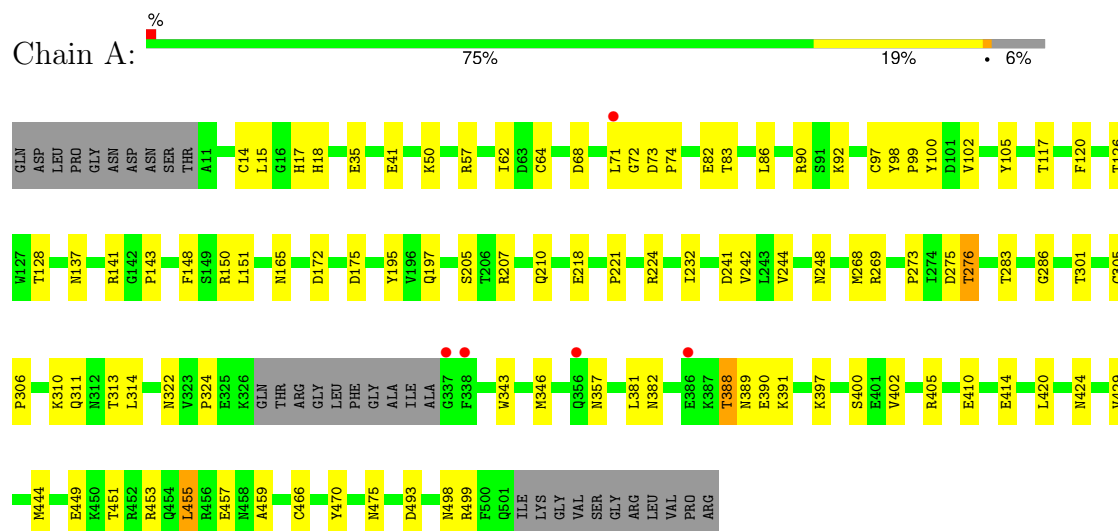 %
Chain A:
75% 19% • 6%
GLN ASP LEU PRO GLY ASN ASP ASN SER THR A11 C14 L15 G16 H17 H18 E35 E41 K50 R57 I62 D63 C64 D68 L71 G72 D73 P74 E82 T83 L86 R90 S91 K92 C97 Y98 P99 Y100 D101 V102 Y105 T117 F120 T126
W127 T128 N137 R141 G142 P143 F148 S149 R150 L151 N165 D172 D175 Y195 V196 Q197 S205 T206 R207 Q210 E218 P221 R224 I232 D241 V242 L243 V244 N248 M268 R269 P273 I274 D275 T276 T283 G286 T301 C305
P306 K310 Q311 N312 T313 L314 N322 V323 P324 E325 K326 GLN THR ARG GLY LEU PHE GLY ALA ILE ALA G337 F338 W343 M346 Q356 N357 L381 N382 E386 K387 T388 N389 E390 K391 K397 S400 E401 V402 R405 E410 E414 L420 N424
M444 E449 K450 T451 R452 R453 Q454 L455 R456 E457 N458 A459 C466 Y470 N475 D493 N498 R499 F500 Q501 ILE LYS GLY VAL SER GLY ARG LEU VAL PRO ARG